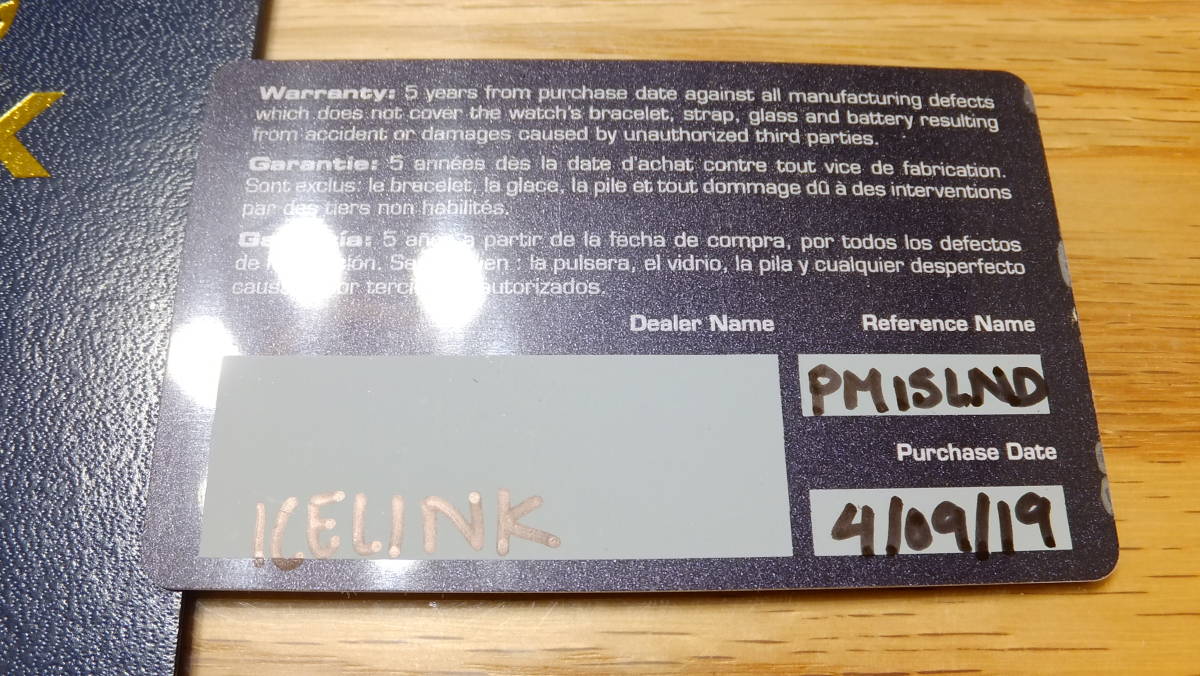 Warranty: 5 years from purchase date against all manufacturing defects
which does not cover the watch's bracelet, strap, glass and battery resulting
from accident or damages caused by unauthorized third parties.
Garantie: 5 années dès la date d'achat contre tout vice de fabrication.
Sont exclus: le bracelet, la glace, la pile et tout dommage dû à des interventions
par des tiers non habilités.
5 a partir de la fecha de compra, por todos los defectos
de : la pulsera, el vidrio, la pila y cualquier desperfecto
autorizados.
Dealer Name
Reference Name
PMISLND
Purchase Date
ICELINK
4/09/19
K